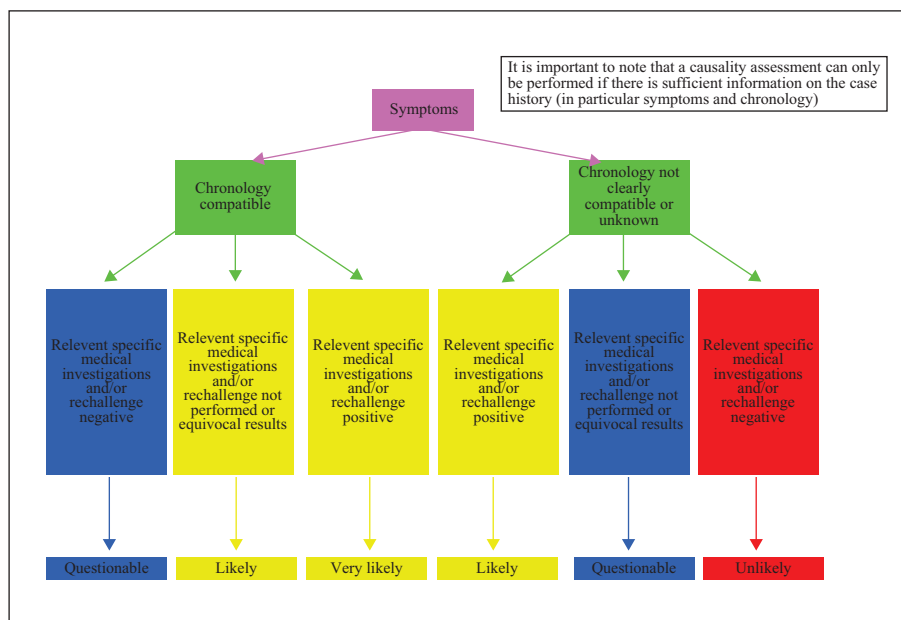 It is important to note that a causality assessment can only
be performed if there is sufficient information on the case
history (in particular symptoms and chronology)
Symptoms
Chronology
compatible
Chronology not
clearly
compatible or
unknown
Relevent specific
medical
investigations
and/or
rechallenge
negative
Relevent specific
medical
investigations
and/or
rechallenge not
performed or
equivocal results
Relevent specific
medical
investigations
and/or
rechallenge
positive
Relevent specific
medical
investigations
and/or
rechallenge
positive
Relevent specific
medical
investigations
and/or
rechallenge not
performed or
equivocal results
Relevent specific
medical
investigations
and/or
rechallenge
negative
Questionable
Likely
Very likely
Likely
Questionable
Unlikely